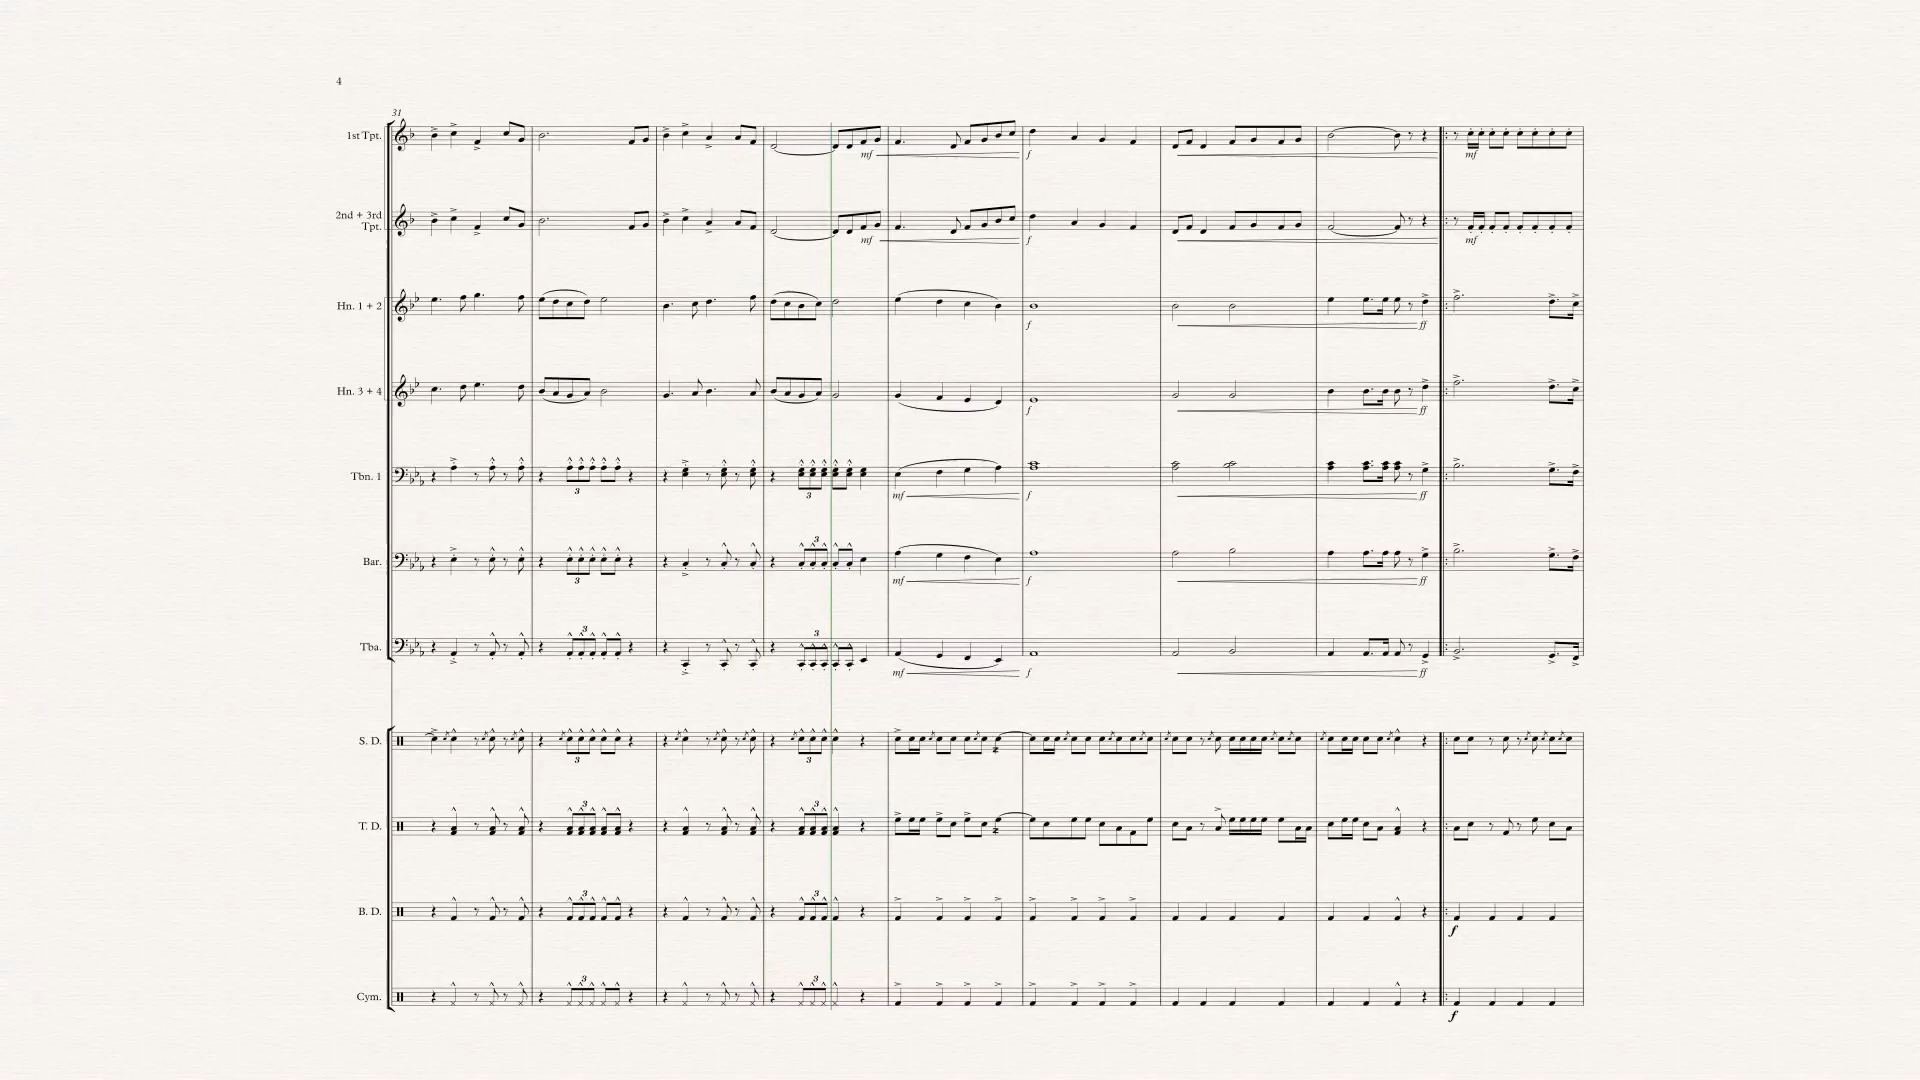 4
31
1st Tpt.
mf
f
mf
2nd + 3rd
Tpt.
mf
f
mf
Hn. 1 + 2
f
ff
Hn. 3 + 4
f
ff
Tbn. 1
3
3
mf
f
ff
Bar.
3
3
mf
f
ff
Tba.
3
3
mf
f
ff
S. D.
3
3
T. D.
3
3
B. D.
3
3
f
Cym.
3
3
f